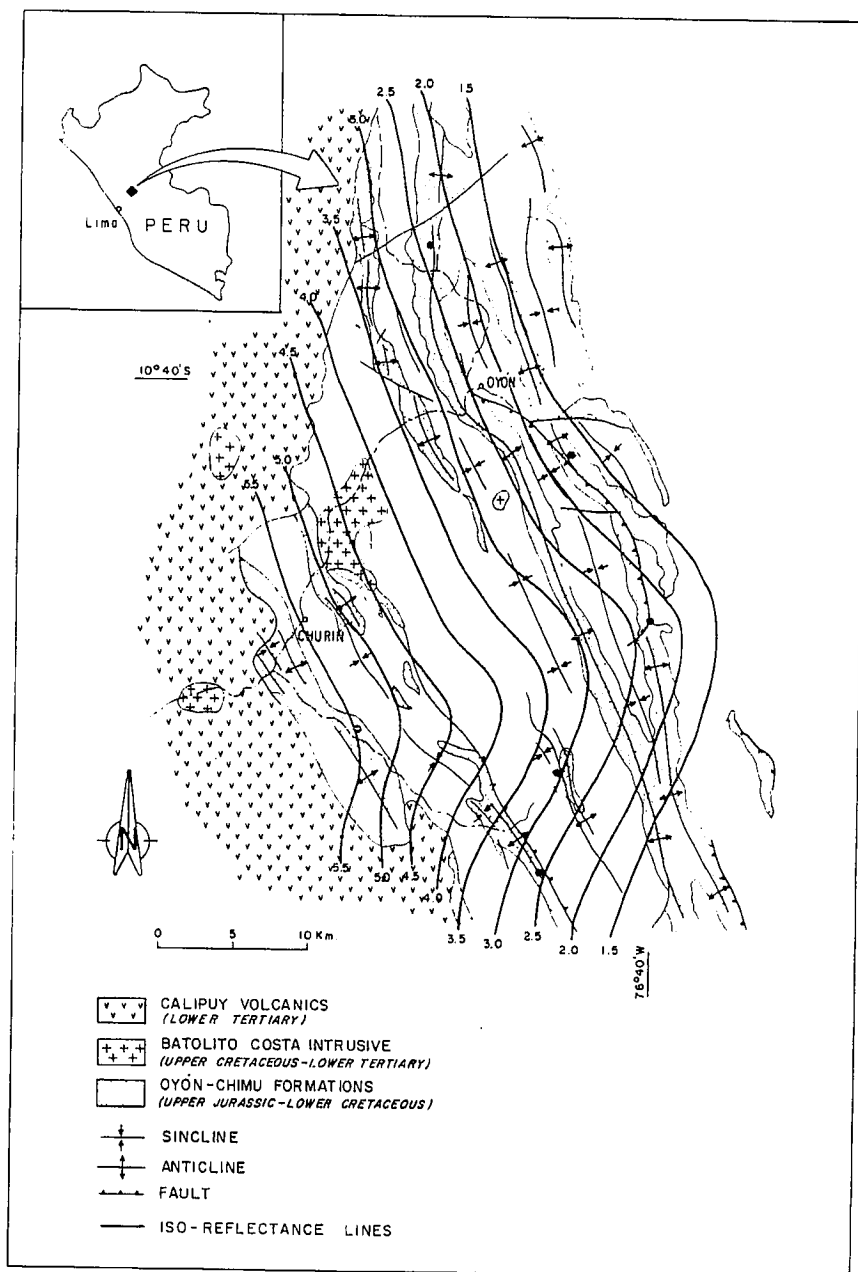 Lima
PERU
2.0
2.5
1.5
3.0
3.5
4.0
10°40'S
4.5
OYON
5.0
5.5
CHURIN
5.5
5.0
4.5
4.0
3.5
3.0
2.5
2.0
1.5
0 5 10 Km.
76°40'W
CALIPUY VOLCANICS
(LOWER TERTIARY)
BATOLITO COSTA INTRUSIVE
(UPPER CRETACEOUS-LOWER TERTIARY)
OYÓN-CHIMU FORMATIONS
(UPPER JURASSIC-LOWER CRETACEOUS)
SINCLINE
ANTICLINE
FAULT
ISO-REFLECTANCE LINES